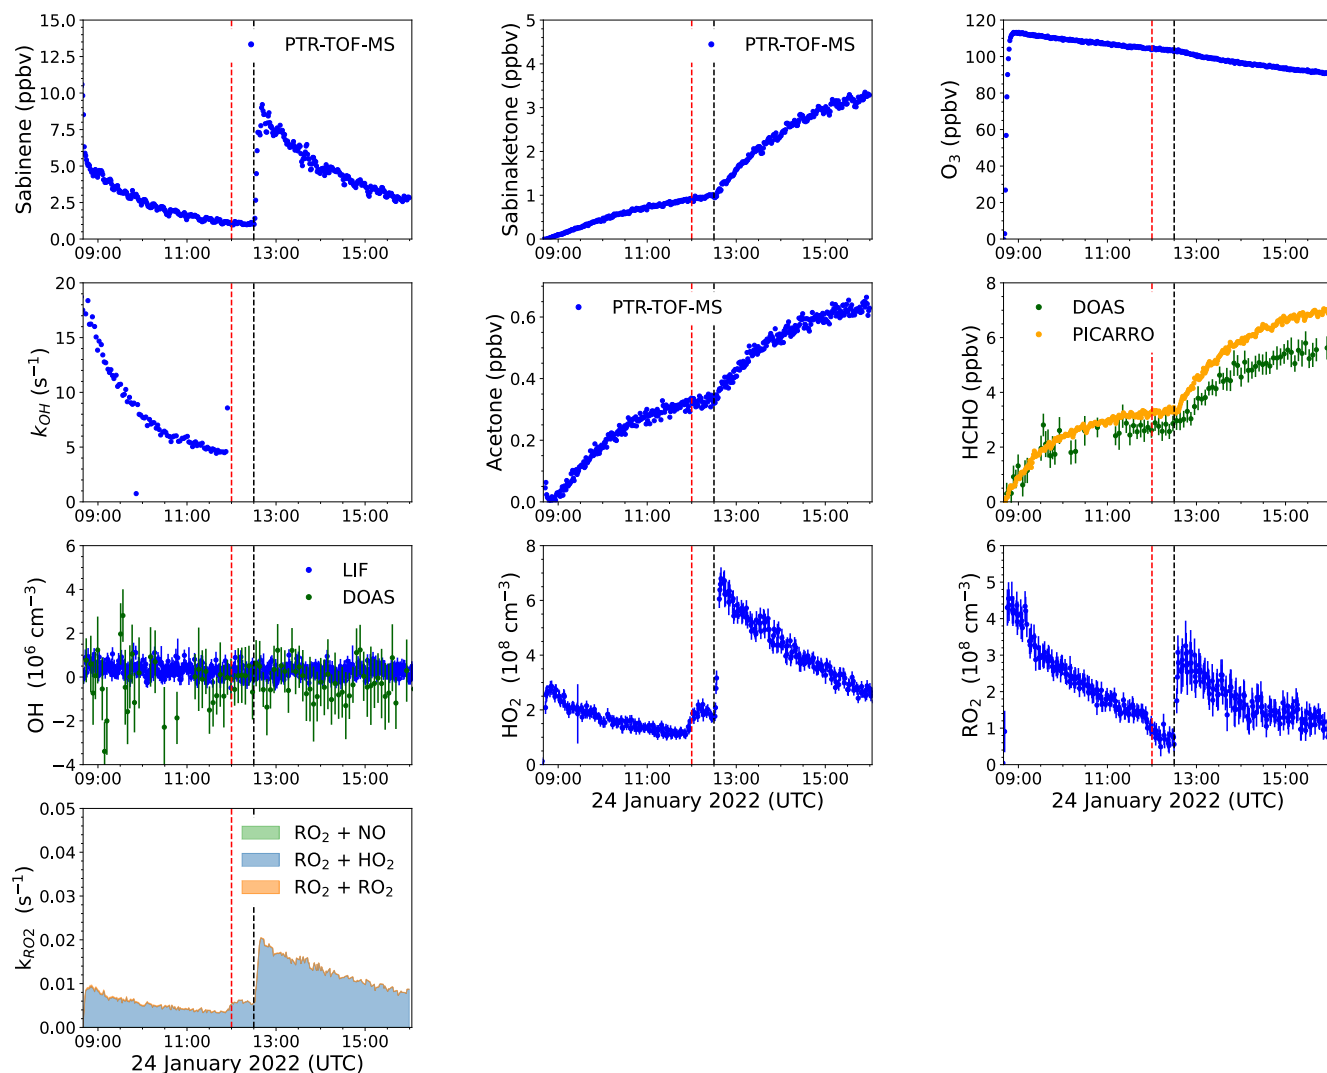 Sabinene (ppbv)
15.0
12.5
10.0
7.5
5.0
2.5
0.0
PTR-TOF-MS
09:00 11:00 13:00 15:00
Sabinaketone (ppbv)
5
4
3
2
1
0
PTR-TOF-MS
09:00 11:00 13:00 15:00
O3 (ppbv)
120
100
80
60
40
20
0
09:00 11:00 13:00 15:00
kOH (s−1)
20
15
10
5
0
09:00 11:00 13:00 15:00
Acetone (ppbv)
0.6
0.4
0.2
0.0
PTR-TOF-MS
09:00 11:00 13:00 15:00
HCHO (ppbv)
8
6
4
2
0
DOAS
PICARRO
09:00 11:00 13:00 15:00
OH (10⁶ cm−3)
6
4
2
0
−2
−4
LIF
DOAS
09:00 11:00 13:00 15:00
HO2 (10⁸ cm−3)
8
6
4
2
0
09:00 11:00 13:00 15:00
24 January 2022 (UTC)
RO2 (10⁸ cm−3)
6
5
4
3
2
1
0
09:00 11:00 13:00 15:00
24 January 2022 (UTC)
kRO2 (s−1)
0.05
0.04
0.03
0.02
0.01
0.00
RO2 + NO
RO2 + HO2
RO2 + RO2
09:00 11:00 13:00 15:00
24 January 2022 (UTC)